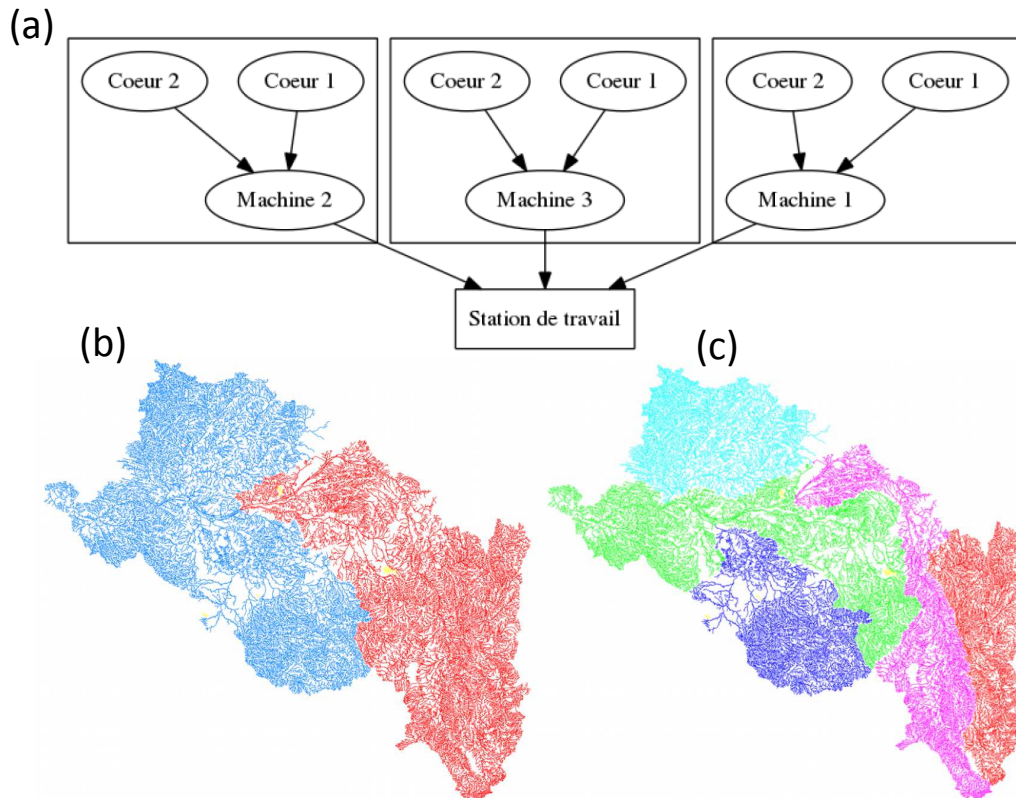 (a)
Coeur 2
Coeur 1
Coeur 2
Coeur 1
Coeur 2
Coeur 1
Machine 2
Machine 3
Machine 1
Station de travail
(b)
(c)